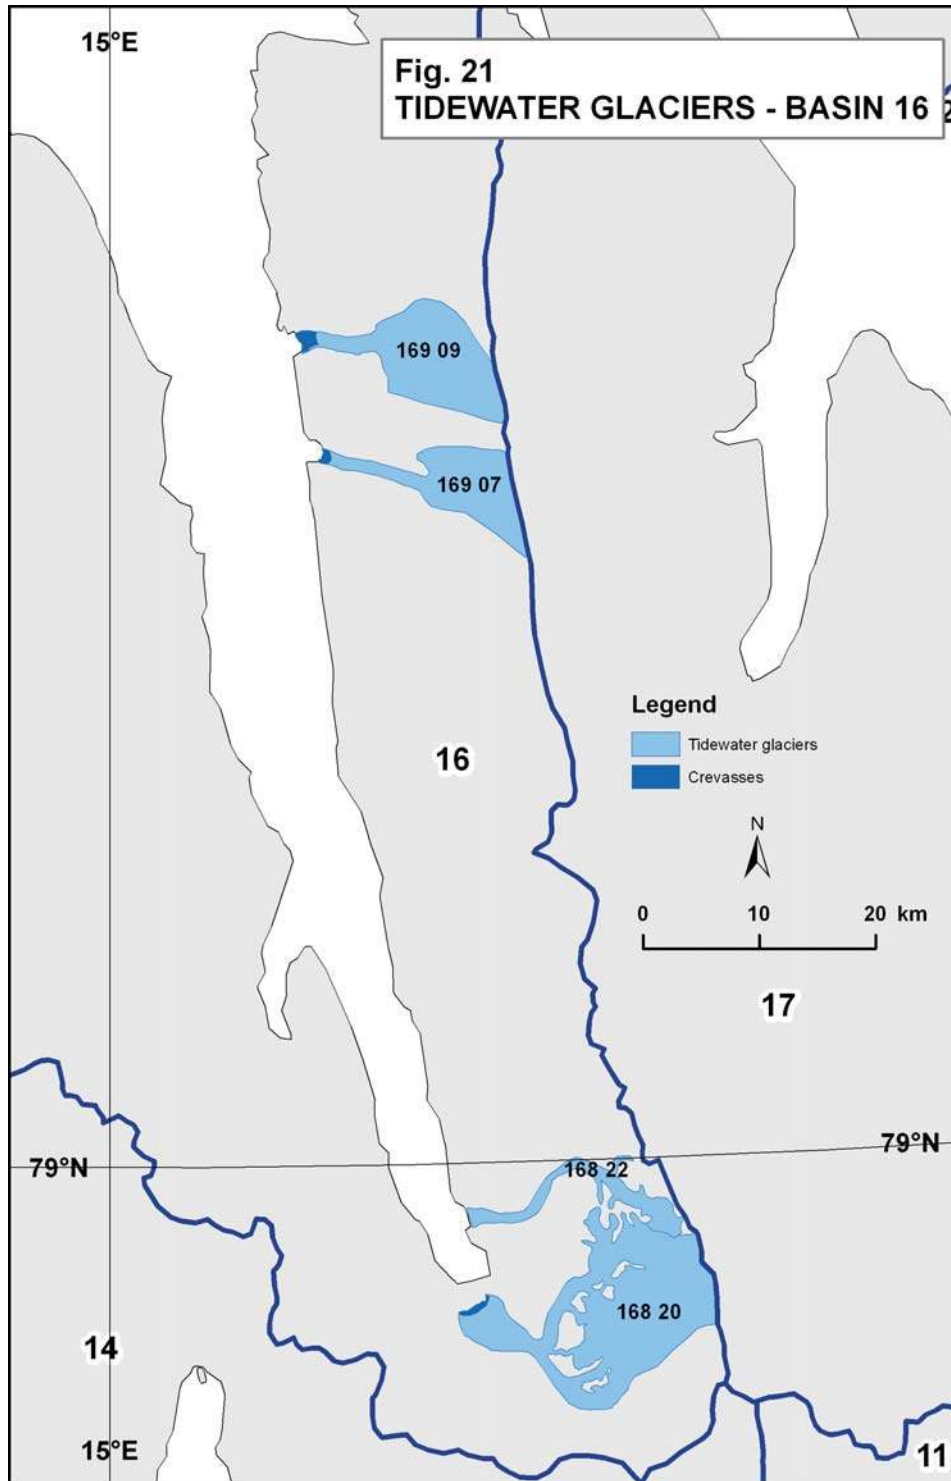 15°E
Fig. 21
TIDEWATER GLACIERS - BASIN 16
2
169 09
169 07
Legend
Tidewater glaciers
Crevasses
16
N
0 10 20 km
17
79°N
79°N
168 22
168 20
14
15°E
11